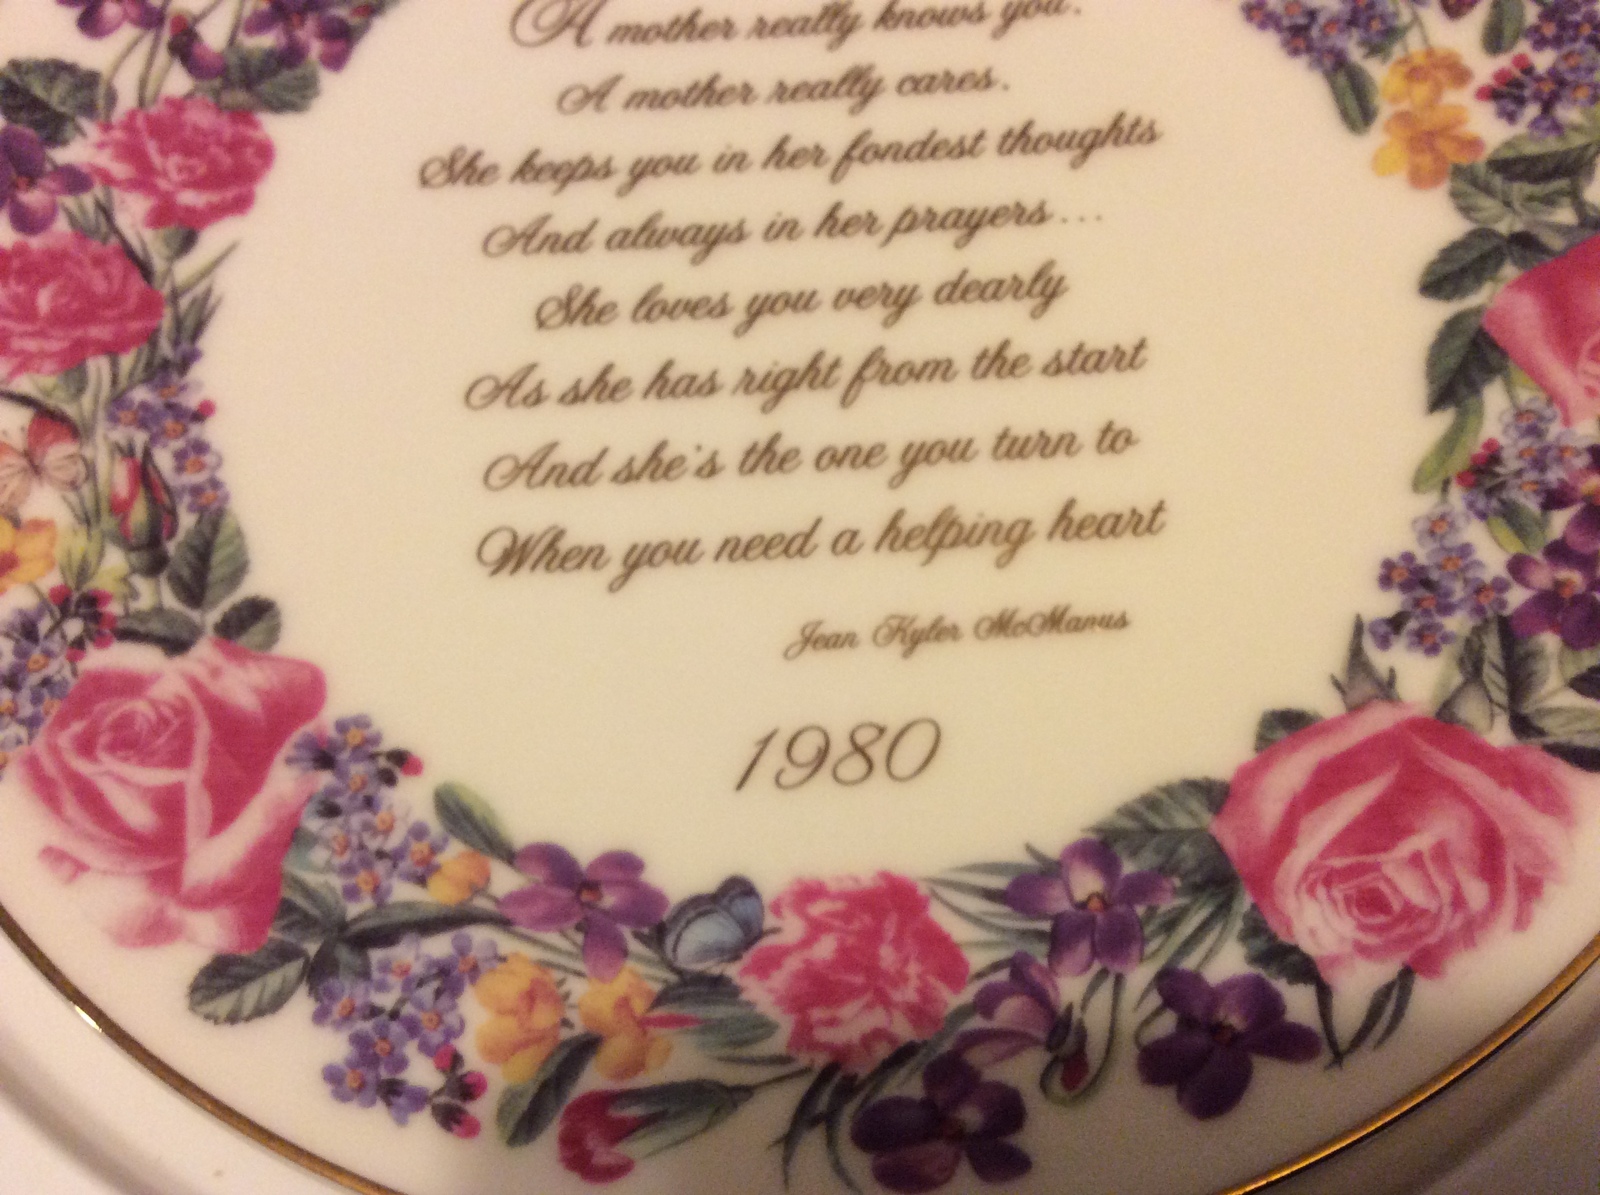 A mother really knows you.
A mother really cares.
She keeps you in her fondest thoughts
And always in her prayers...
She loves you very dearly
As she has right from the start
And she's the one you turn to
When you need a helping heart
Jean Kyler McManus
1980